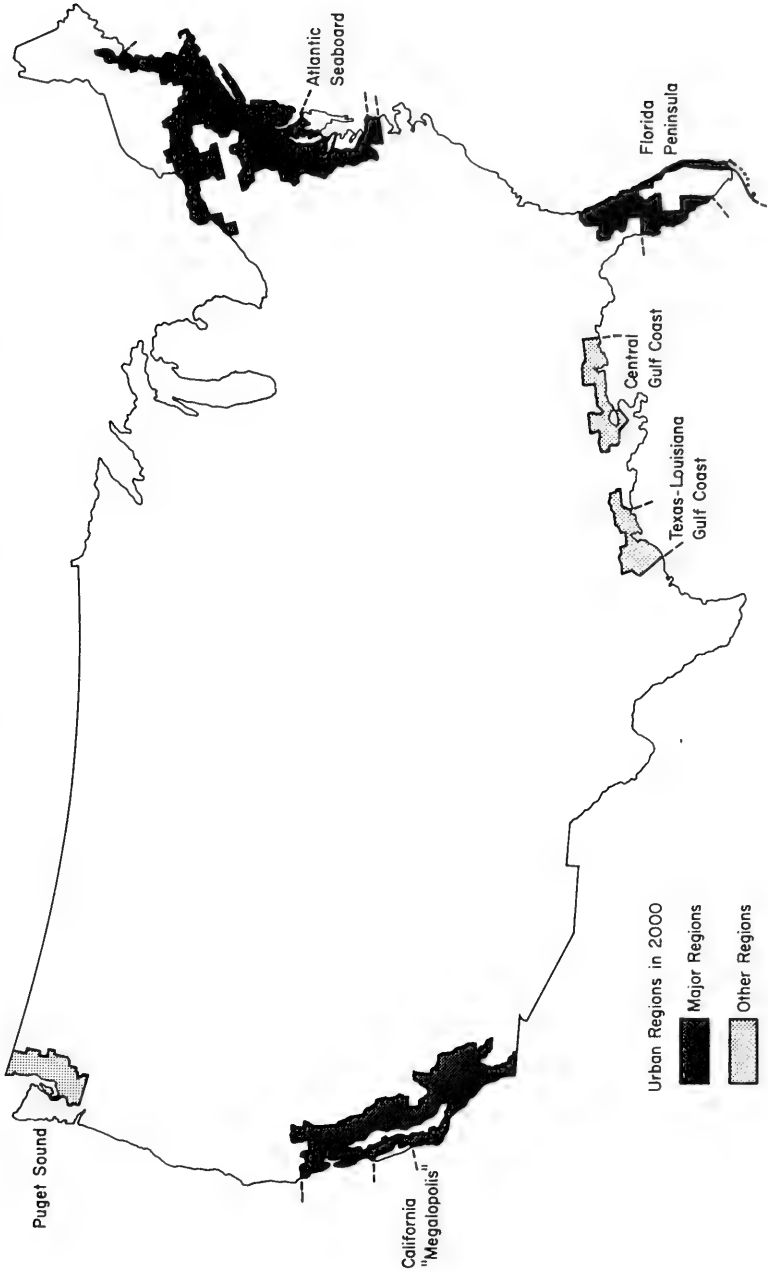 Puget Sound
California
"Megalopolis"
Atlantic
Seaboard
Florida
Peninsula
Central
Gulf Coast
Texas-Louisiana
Gulf Coast
Urban Regions in 2000
Major Regions
Other Regions